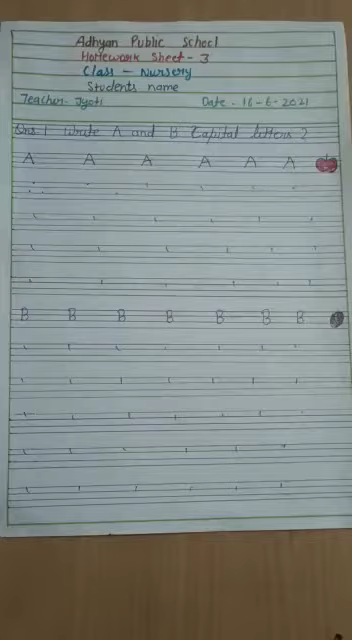 Adhyan Public School
Homework Sheet - 3
Class - Nursery
Students name
Teacher - Jyoti Date - 16-6-2021
Qns.1 Write A and B Capital letters ?
A A A A A A
B B B B B B B